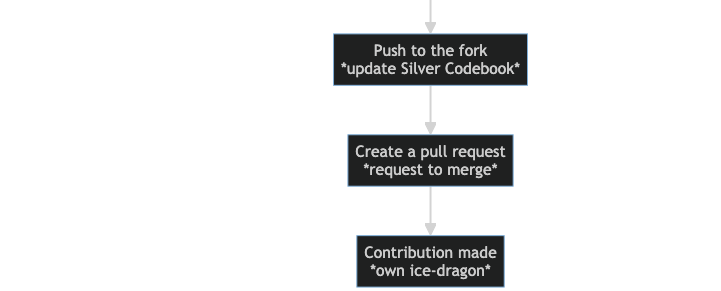 Push to the fork
*update Silver Codebook*
Create a pull request
*request to merge*
Contribution made
*own ice-dragon*